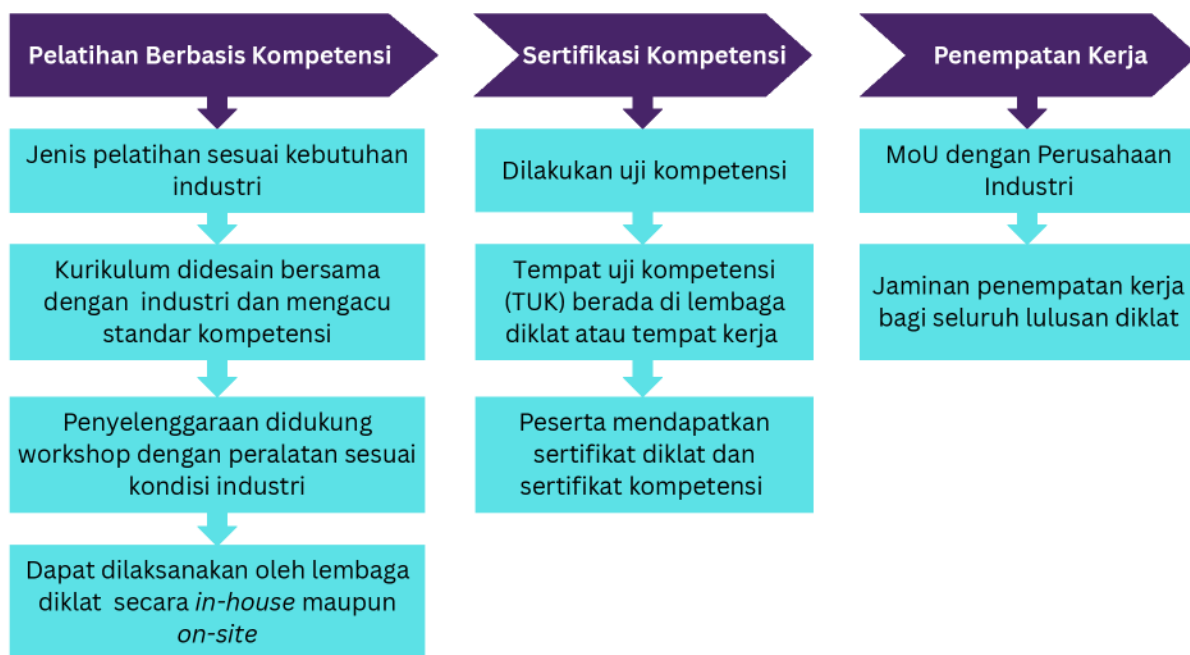 Pelatihan Berbasis Kompetensi
Jenis pelatihan sesuai kebutuhan
industri
Kurikulum didesain bersama
dengan industri dan mengacu
standar kompetensi
Penyelenggaraan didukung
workshop dengan peralatan sesuai
kondisi industri
Dapat dilaksanakan oleh lembaga
diklat secara in-house maupun
on-site
Sertifikasi Kompetensi
Dilakukan uji kompetensi
Tempat uji kompetensi
(TUK) berada di lembaga
diklat atau tempat kerja
Peserta mendapatkan
sertifikat diklat dan
sertifikat kompetensi
Penempatan Kerja
MoU dengan Perusahaan
Industri
Jaminan penempatan kerja
bagi seluruh lulusan diklat